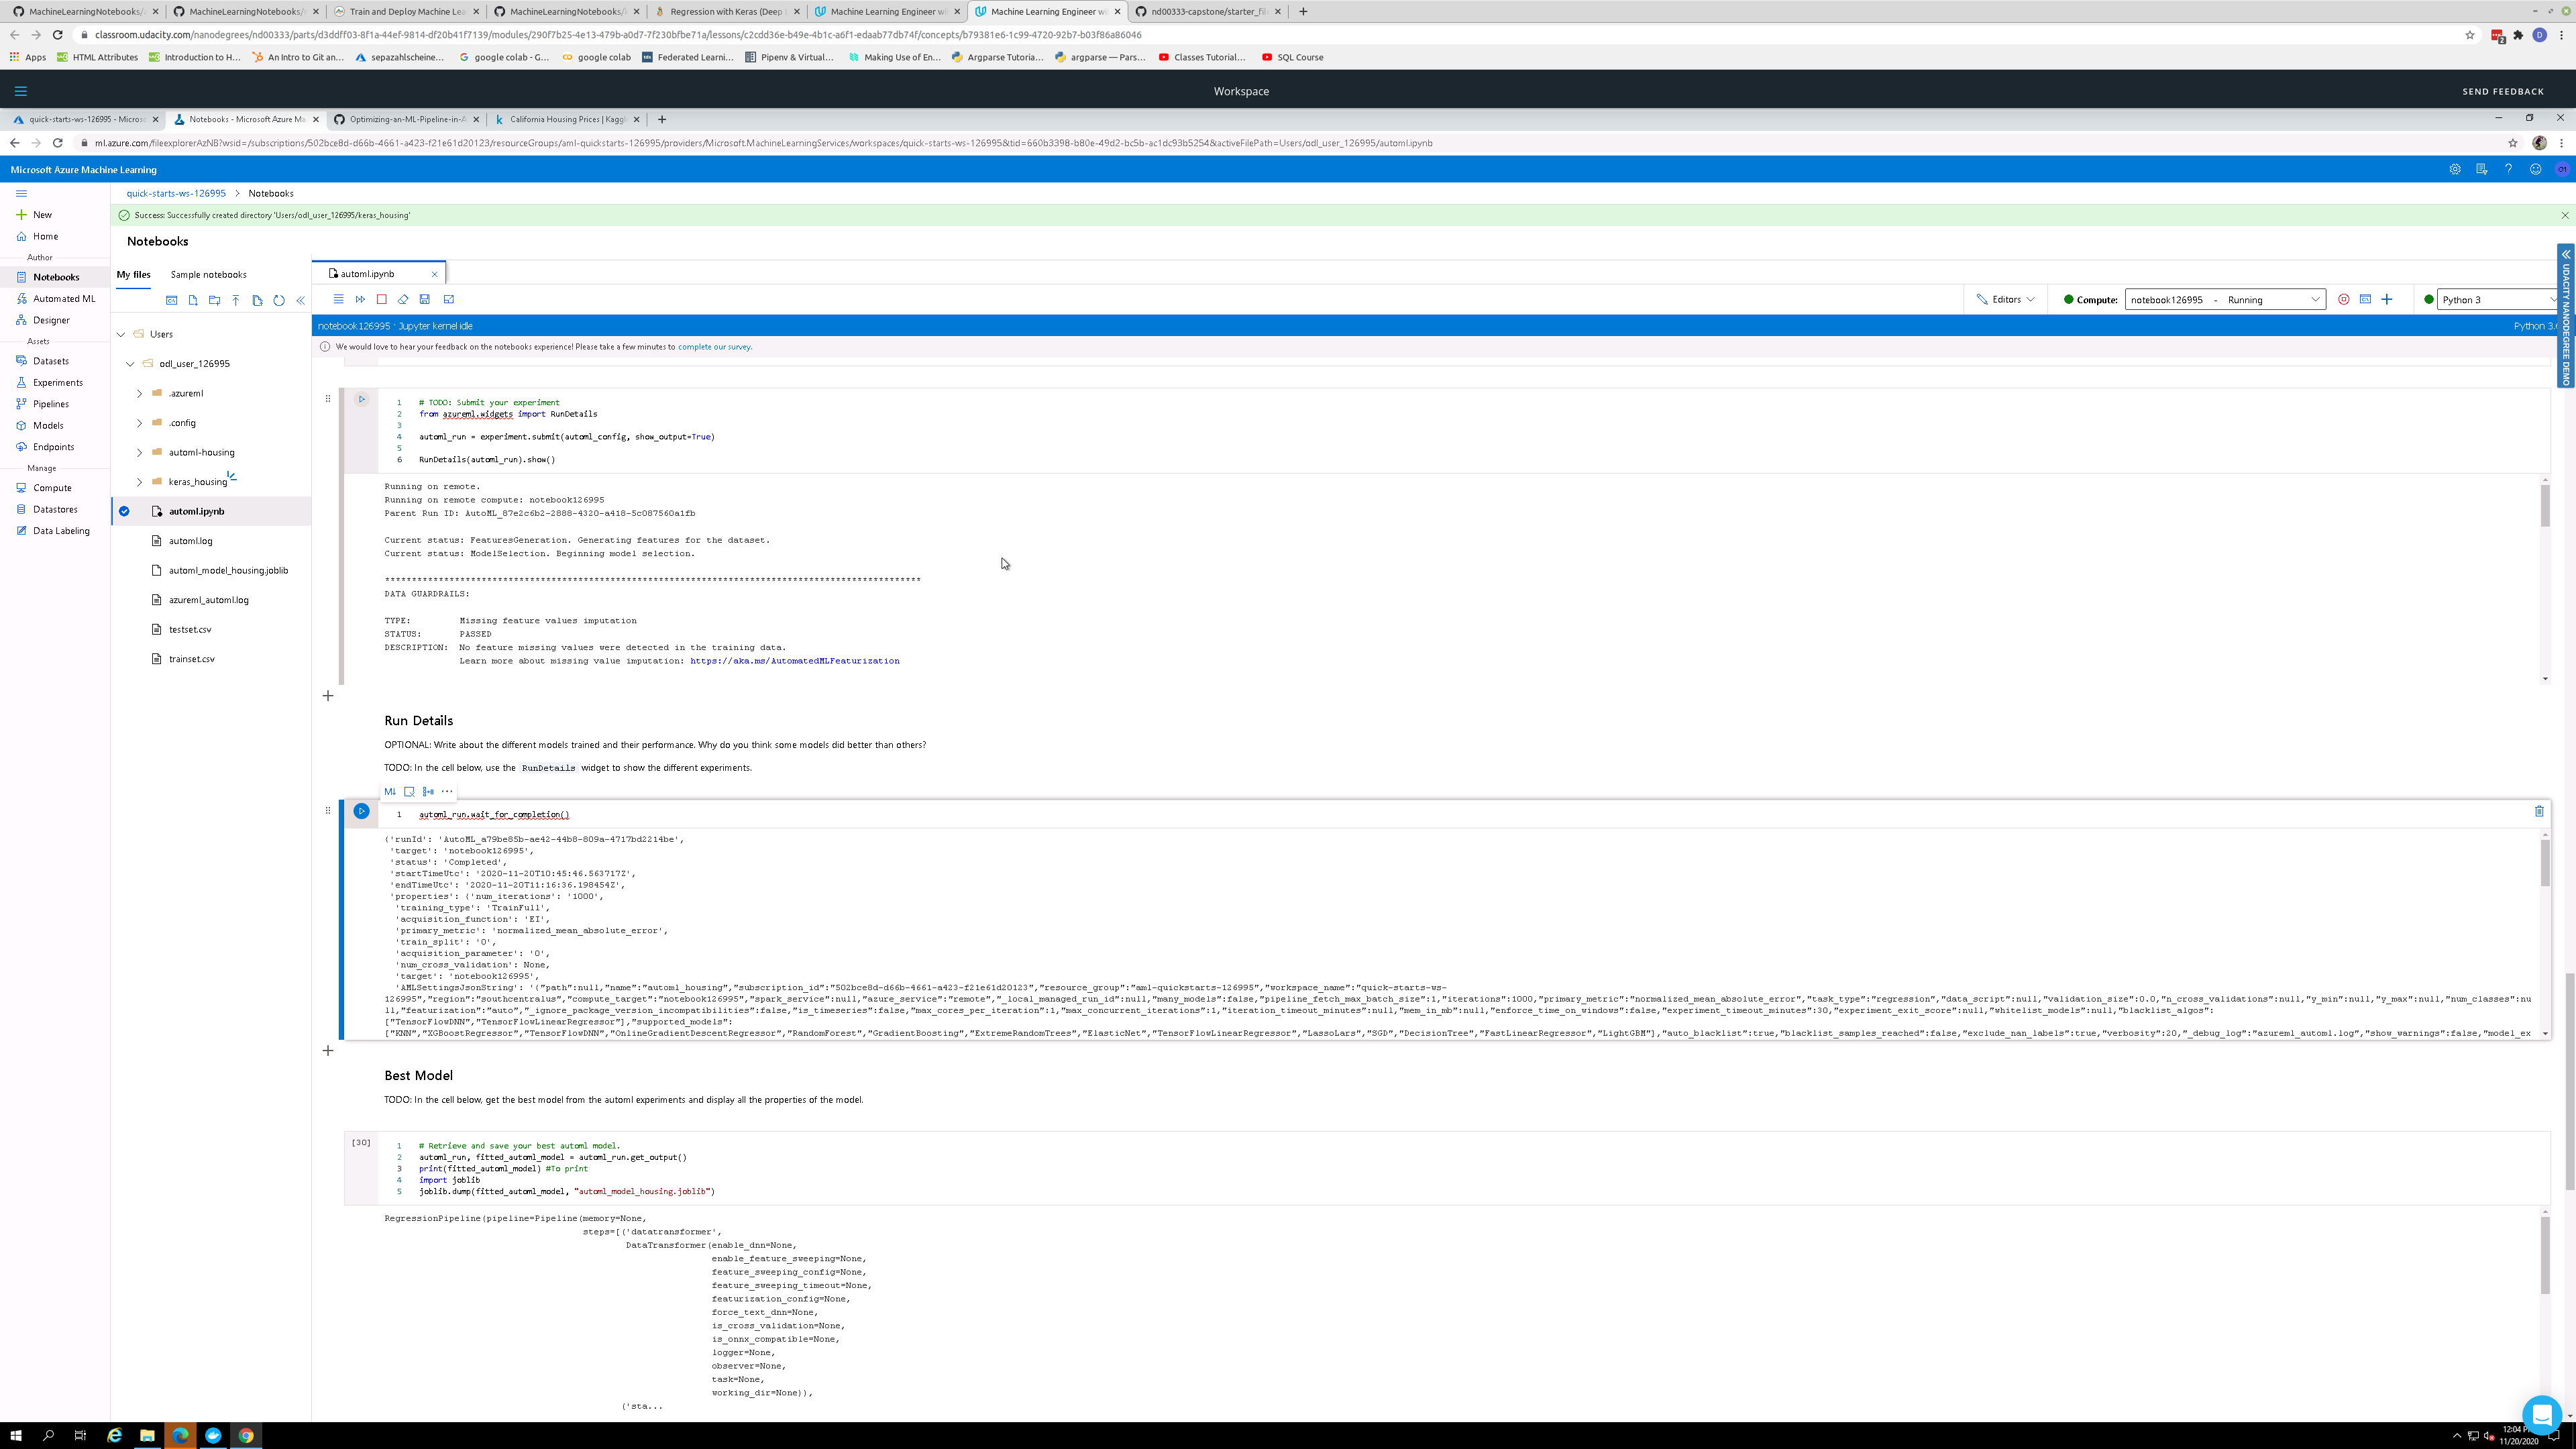 MachineLearningNotebooks/
MachineLearningNotebooks/
Train and Deploy Machine Lea
MachineLearningNotebooks/
Regression with Keras (Deep
Machine Learning Engineer wi
Machine Learning Engineer wi
nd00333-capstone/starter_file
classroom.udacity.com/nanodegrees/nd00333/parts/d3ddff03-8f1a-44ef-9814-df20b41f7139/modules/290f7b25-4e13-479b-a0d7-7f230bfbe71a/lessons/c2cdd36e-b49e-4b1c-a6f1-edaab77db74f/concepts/b79381e6-1c99-4720-92b7-b03f86a86046
Apps HTML Attributes Introduction to H... An Intro to Git an... sepazahlscheine... google colab - G... google colab Federated Learni... Pipenv & Virtual... Making Use of En... Argparse Tutoria... argparse — Pars... Classes Tutorial... SQL Course
Workspace
SEND FEEDBACK
quick-starts-ws-126995 - Micros
Notebooks - Microsoft Azure Ma
Optimizing-an-ML-Pipeline-in-A
California Housing Prices | Kaggl
ml.azure.com/fileexplorerAzNB?wsid=/subscriptions/502bce8d-d66b-4661-a423-f21e61d20123/resourceGroups/aml-quickstarts-126995/providers/Microsoft.MachineLearningServices/workspaces/quick-starts-ws-126995&tid=660b3398-b80e-49d2-bc5b-ac1dc93b5254&activeFilePath=Users/odl_user_126995/automl.ipynb
Microsoft Azure Machine Learning
quick-starts-ws-126995 > Notebooks
Success: Successfully created directory 'Users/odl_user_126995/keras_housing'
New
Home
Author
Notebooks
Automated ML
Designer
Assets
Datasets
Experiments
Pipelines
Models
Endpoints
Manage
Compute
Datastores
Data Labeling
Notebooks
My files Sample notebooks
Users
odl_user_126995
.azureml
.config
automl-housing
keras_housing
automl.ipynb
automl.log
automl_model_housing.joblib
azureml_automl.log
testset.csv
trainset.csv
automl.ipynb
Editors
Compute: notebook126995 - Running
Python 3
UDACITY NANODEGREE DEMO
notebook126995 · Jupyter kernel idle
Python 3.
We would love to hear your feedback on the notebooks experience! Please take a few minutes to complete our survey.
1 # TODO: Submit your experiment
2 from azureml.widgets import RunDetails
3
4 automl_run = experiment.submit(automl_config, show_output=True)
5
6 RunDetails(automl_run).show()
Running on remote.
Running on remote compute: notebook126995
Parent Run ID: AutoML_87e2c6b2-2888-4320-a418-5c087560a1fb
Current status: FeaturesGeneration. Generating features for the dataset.
Current status: ModelSelection. Beginning model selection.
****************************************************************************************************
DATA GUARDRAILS:
TYPE: Missing feature values imputation
STATUS: PASSED
DESCRIPTION: No feature missing values were detected in the training data.
Learn more about missing value imputation: https://aka.ms/AutomatedMLFeaturization
Run Details
OPTIONAL: Write about the different models trained and their performance. Why do you think some models did better than others?
TODO: In the cell below, use the RunDetails widget to show the different experiments.
M↓
1 automl_run.wait_for_completion()
{'runId': 'AutoML_a79be85b-ae42-44b8-809a-4717bd2214be',
'target': 'notebook126995',
'status': 'Completed',
'startTimeUtc': '2020-11-20T10:45:46.563717Z',
'endTimeUtc': '2020-11-20T11:16:36.198454Z',
'properties': {'num_iterations': '1000',
'training_type': 'TrainFull',
'acquisition_function': 'EI',
'primary_metric': 'normalized_mean_absolute_error',
'train_split': '0',
'acquisition_parameter': '0',
'num_cross_validation': None,
'target': 'notebook126995',
'AMLSettingsJsonString': '{"path":null,"name":"automl_housing","subscription_id":"502bce8d-d66b-4661-a423-f21e61d20123","resource_group":"aml-quickstarts-126995","workspace_name":"quick-starts-ws-
126995","region":"southcentralus","compute_target":"notebook126995","spark_service":null,"azure_service":"remote","_local_managed_run_id":null,"many_models":false,"pipeline_fetch_max_batch_size":1,"iterations":1000,"primary_metric":"normalized_mean_absolute_error","task_type":"regression","data_script":null,"validation_size":0.0,"n_cross_validations":null,"y_min":null,"y_max":null,"num_classes":nu
ll,"featurization":"auto","_ignore_package_version_incompatibilities":false,"is_timeseries":false,"max_cores_per_iteration":1,"max_concurrent_iterations":1,"iteration_timeout_minutes":null,"mem_in_mb":null,"enforce_time_on_windows":false,"experiment_timeout_minutes":30,"experiment_exit_score":null,"whitelist_models":null,"blacklist_algos":
["TensorFlowDNN","TensorFlowLinearRegressor"],"supported_models":
["KNN","XGBoostRegressor","TensorFlowDNN","OnlineGradientDescentRegressor","RandomForest","GradientBoosting","ExtremeRandomTrees","ElasticNet","TensorFlowLinearRegressor","LassoLars","SGD","DecisionTree","FastLinearRegressor","LightGBM"],"auto_blacklist":true,"blacklist_samples_reached":false,"exclude_nan_labels":true,"verbosity":20,"_debug_log":"azureml_automl.log","show_warnings":false,"model_ex
Best Model
TODO: In the cell below, get the best model from the automl experiments and display all the properties of the model.
[30]
1 # Retrieve and save your best automl model.
2 automl_run, fitted_automl_model = automl_run.get_output()
3 print(fitted_automl_model) #To print
4 import joblib
5 joblib.dump(fitted_automl_model, "automl_model_housing.joblib")
RegressionPipeline(pipeline=Pipeline(memory=None,
steps=[('datatransformer',
DataTransformer(enable_dnn=None,
enable_feature_sweeping=None,
feature_sweeping_config=None,
feature_sweeping_timeout=None,
featurization_config=None,
force_text_dnn=None,
is_cross_validation=None,
is_onnx_compatible=None,
logger=None,
observer=None,
task=None,
working_dir=None)),
('sta...
12:04 P
11/20/2020